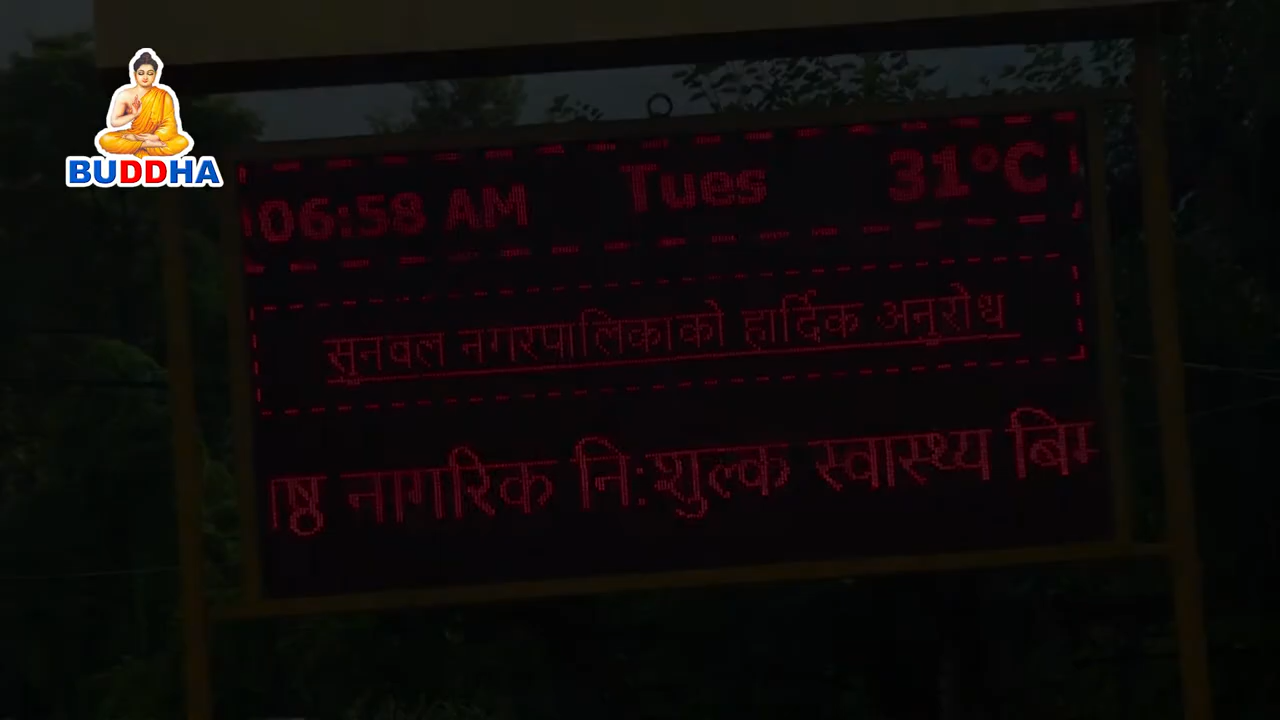 BUDDHA
06:58 AM Tues 31°C
सुनवल नगरपालिकाको हार्दिक अनुरोध
नागरिक नि:शुल्क स्वास्थ्य